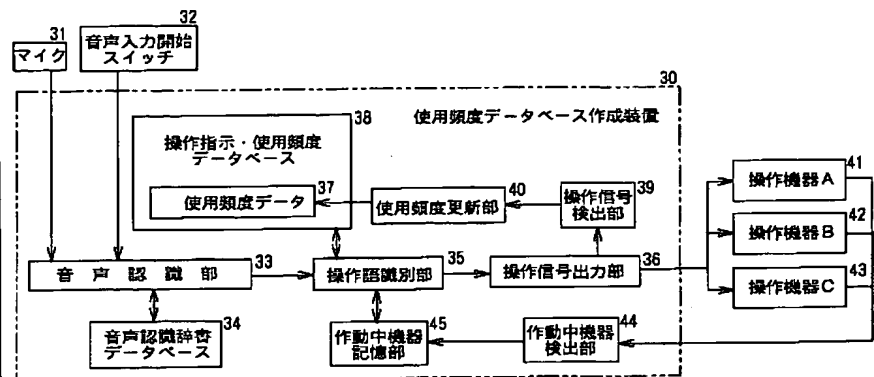 31
マイク
32
音声入力開始
スイッチ
30
使用頻度データベース作成装置
38
操作指示・使用頻度
データベース
37
使用頻度データ
40
使用頻度更新部
39
操作信号
検出部
41
操作機器A
42
操作機器B
43
操作機器C
音声認識部
33
操作語識別部
35
操作信号出力部
36
音声認識辞書
データベース
34
作動中機器
記憶部
45
作動中機器
検出部
44